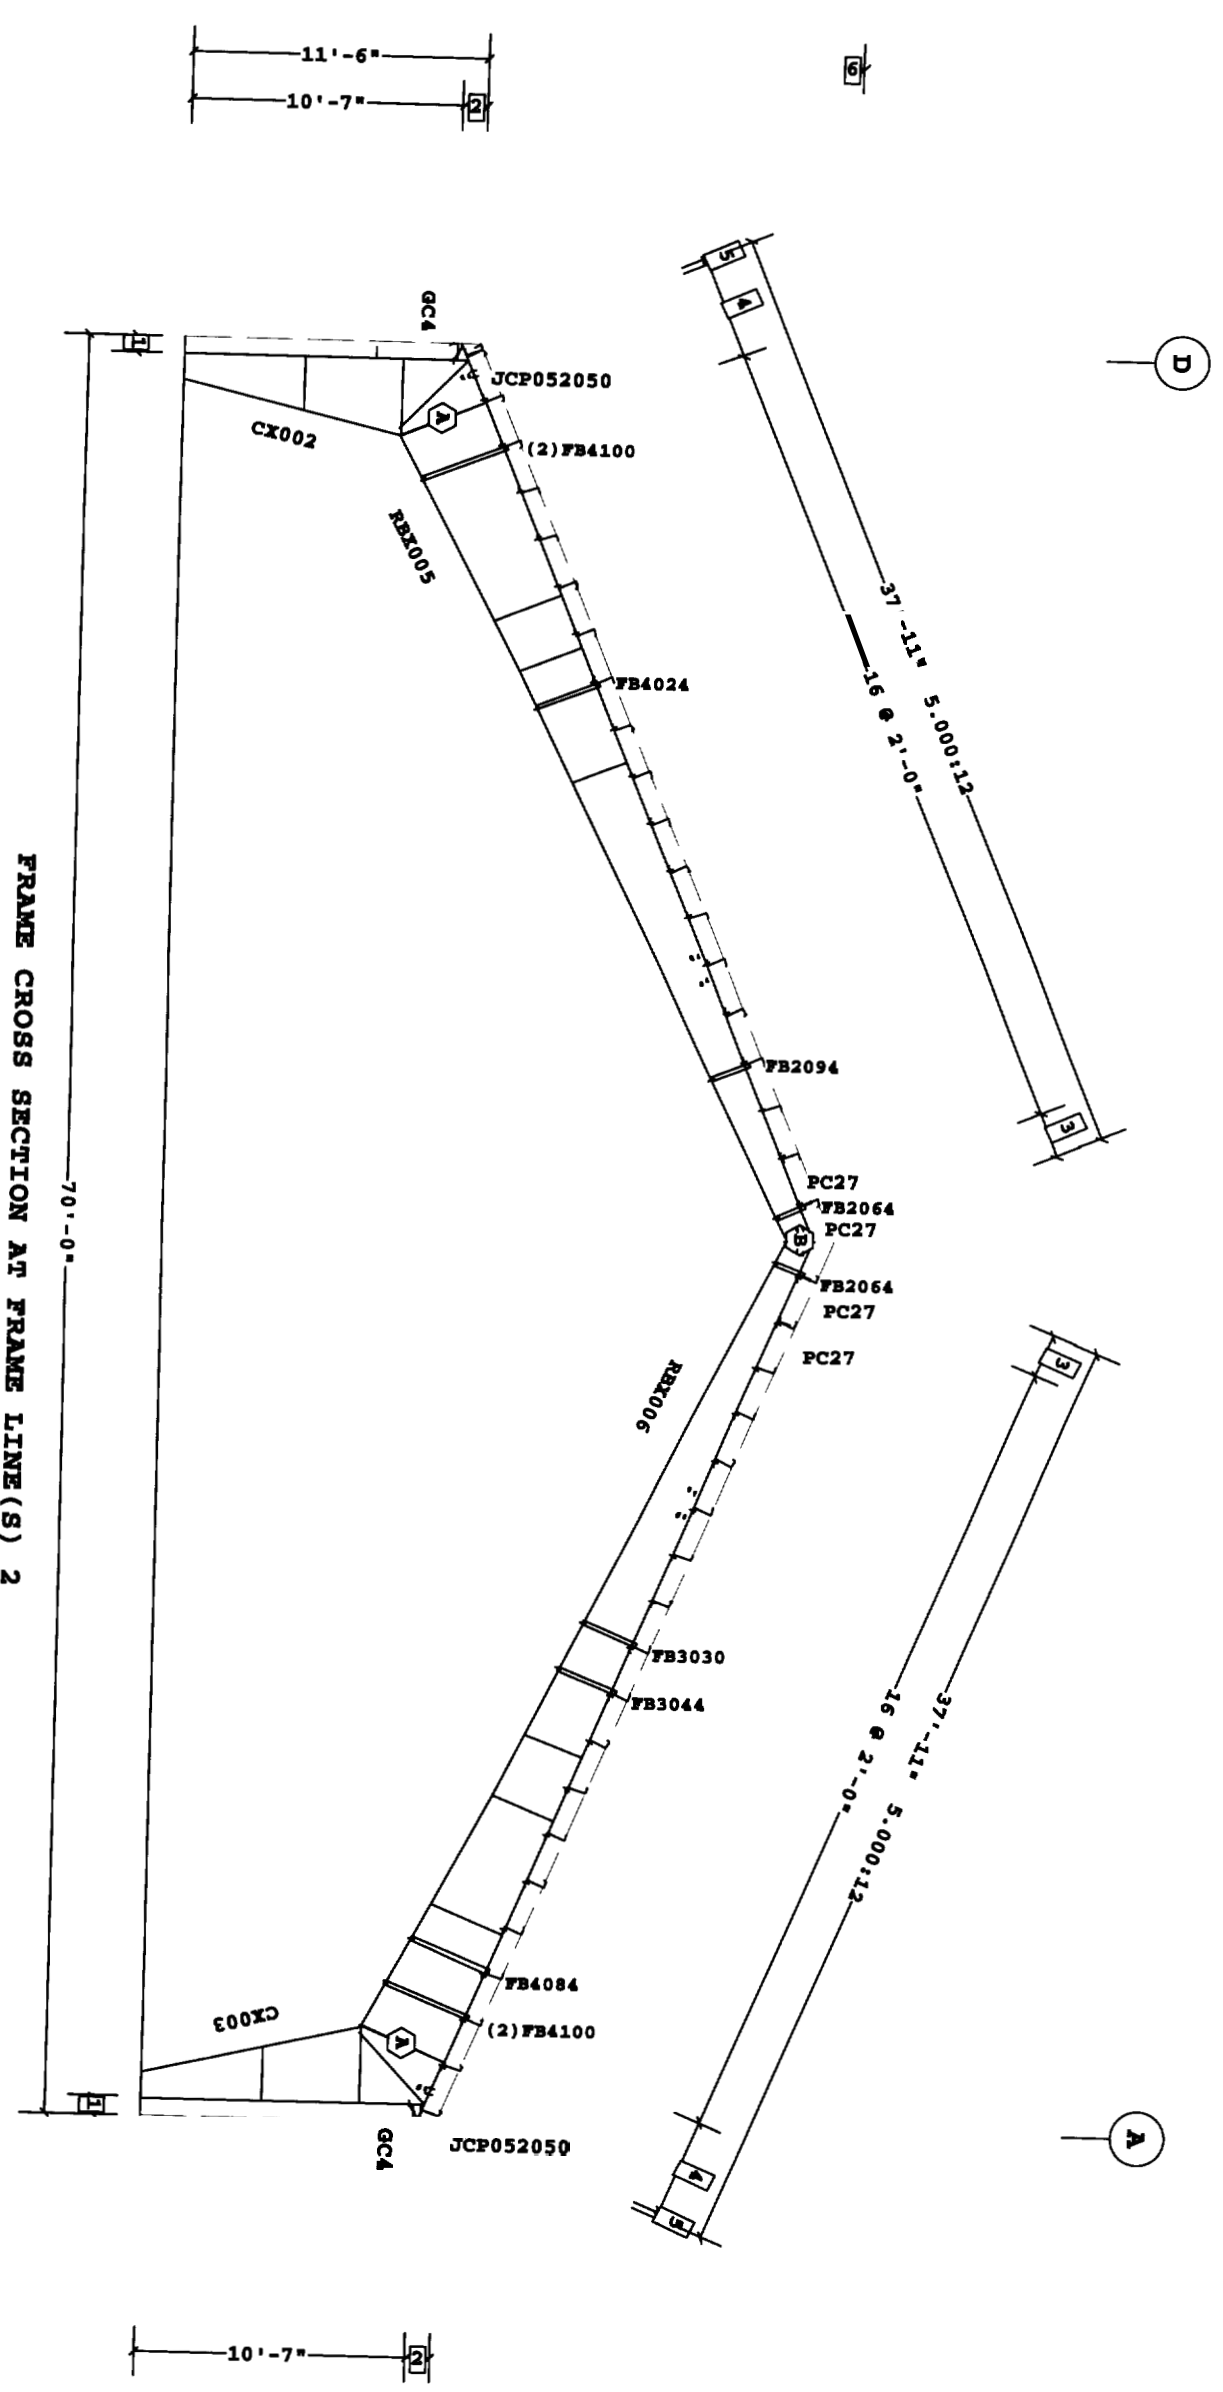 11'-6"
10'-7"
2
6
D
5
4
37'-11" 5.000:12
16 @ 2'-0"
3
1
GC4
JCP052050
A
CX002
(2)FB4100
RBX005
FB4024
FB2094
PC27
FB2064
PC27
B
FB2064
PC27
PC27
RBX006
3
FB3030
FB3044
37'-11" 5.000:12
16 @ 2'-0"
FB4084
(2)FB4100
CX003
A
1
GC4
JCP052050
4
5
A
10'-7"
2
70'-0"
FRAME CROSS SECTION AT FRAME LINE(S) 2